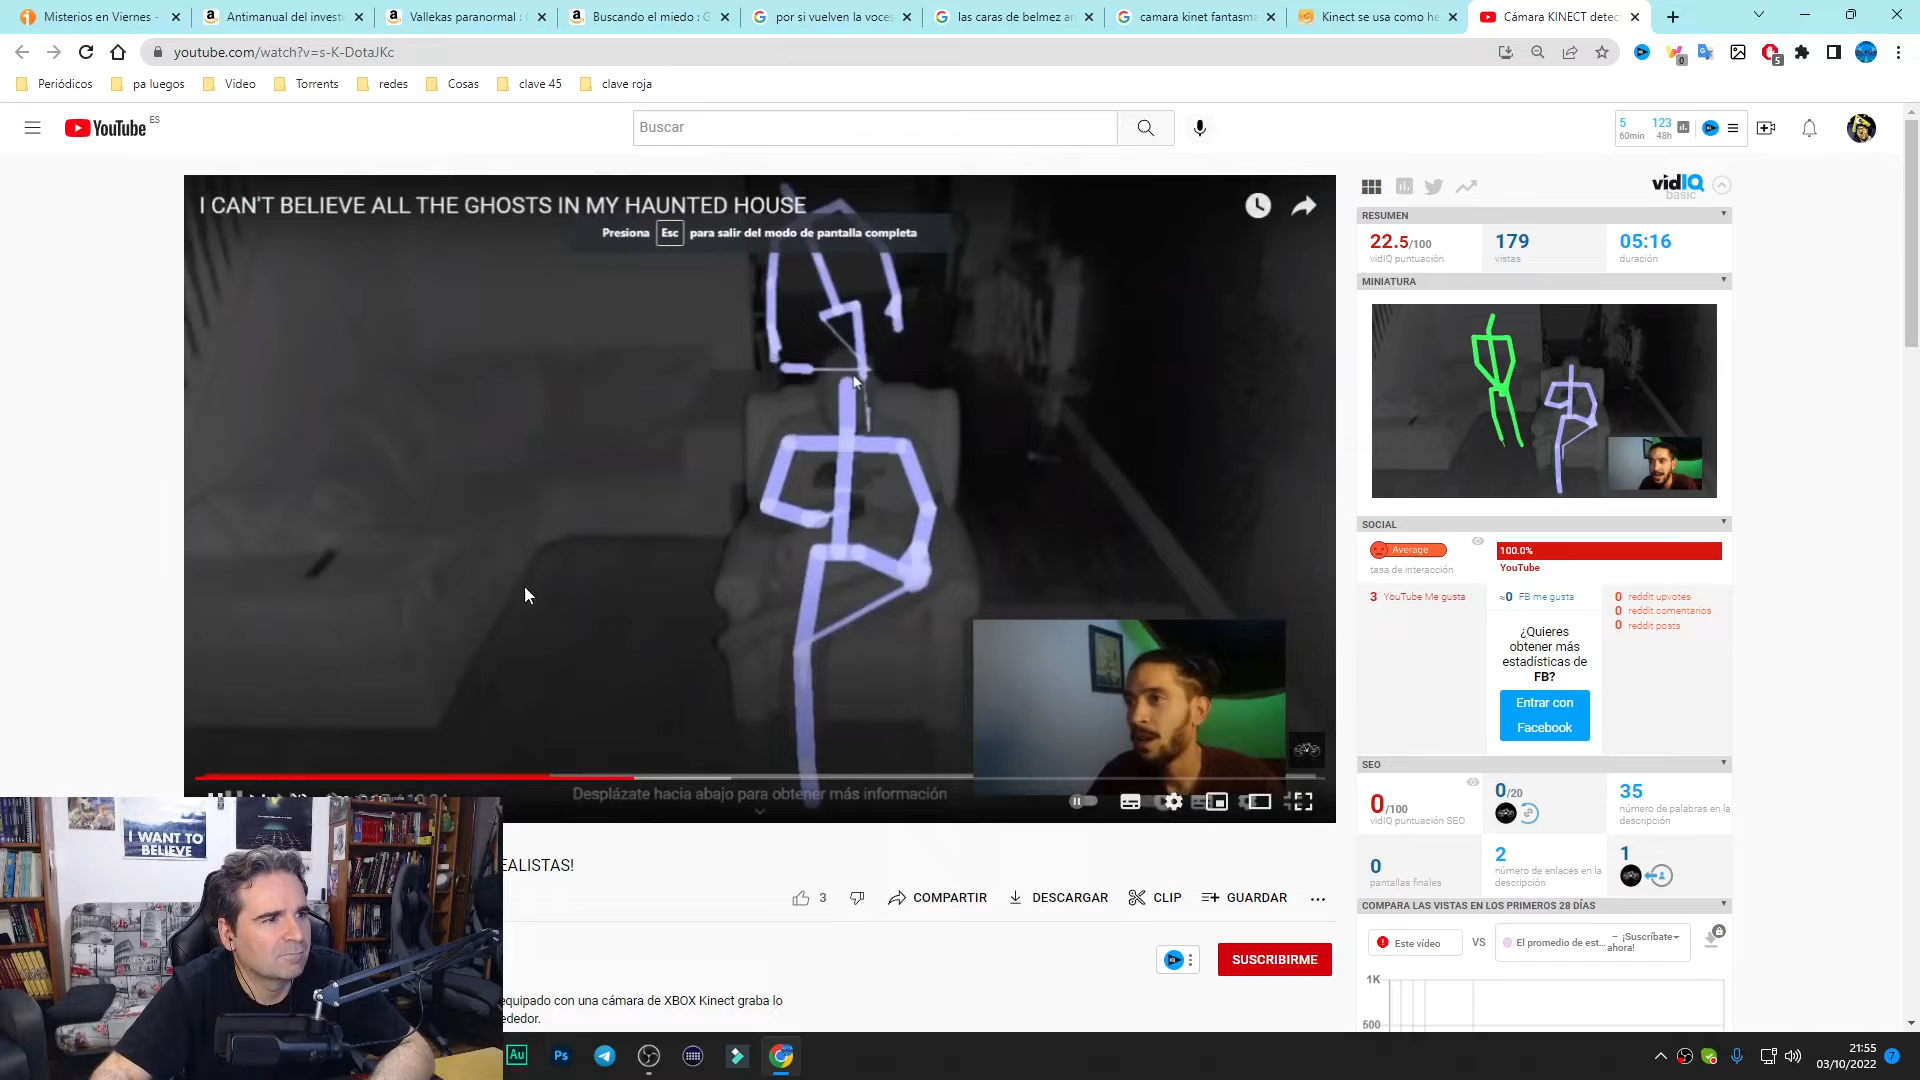 Misterios en Viernes -
Antimanual del investi
Vallekas paranormal :
Buscando el miedo : G
por si vuelven la voces
las caras de belmez ar
camara kinet fantasma
Kinect se usa como he
Cámara KINECT detec
youtube.com/watch?v=s-K-DotaJKc
0
5
Periódicos
pa luegos
Video
Torrents
redes
Cosas
clave 45
clave roja
YouTube ES
Buscar
5 123
60min 48h
I CAN'T BELIEVE ALL THE GHOSTS IN MY HAUNTED HOUSE
Presiona Esc para salir del modo de pantalla completa
Desplázate hacia abajo para obtener más información
vidIQ
basic
RESUMEN
22.5/100 179 05:16
vidIQ puntuación vistas duración
MINIATURA
SOCIAL
Average 100.0%
tasa de interacción YouTube
3 YouTube Me gusta
≈0 FB me gusta
0 reddit upvotes
0 reddit comentarios
0 reddit posts
¿Quieres
obtener más
estadísticas de
FB?
Entrar con
Facebook
SEO
0/100
vidIQ puntuación SEO
0/20
35
número de palabras en la
descripción
0
pantallas finales
2
número de enlaces en la
descripción
1
COMPARA LAS VISTAS EN LOS PRIMEROS 28 DÍAS
Este vídeo VS El promedio de est... – ¡Suscríbate
ahora!
1K
500
I WANT TO
BELIEVE
EALISTAS!
3 COMPARTIR DESCARGAR CLIP GUARDAR ...
SUSCRIBIRME
equipado con una cámara de XBOX Kinect graba lo
ededor.
Au
Ps
21:55
03/10/2022
7